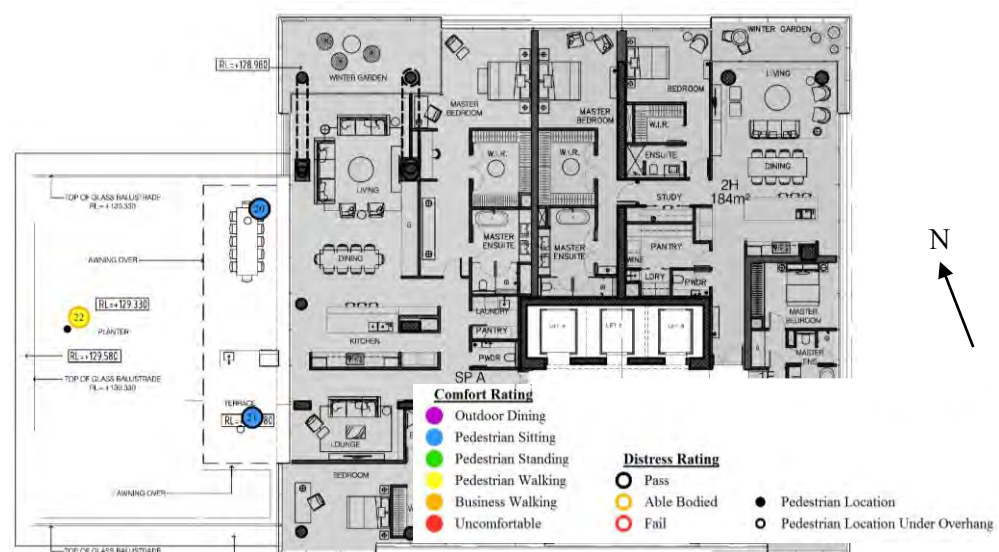 WINTER GARDEN
RL=+128.980
WINTER GARDEN
LIVING
MASTER
BEDROOM
MASTER
BEDROOM
BEDROOM
W.I.R.
ENSUITE
W.I.R.
W.I.R.
DINING
N
TOP OF GLASS BALUSTRADE
LIVING
STUDY
2H
184m²
20
AWNING OVER
MASTER
ENSUITE
MASTER
ENSUITE
PANTRY
WINE
DINING
LDRY
PWDR
RL=+129.330
22
PLANTER
LAUNDRY
MASTER
BEDROOM
KITCHEN
PANTRY
RL=+129.580
PWDR
MASTER
ENS
TOP OF GLASS BALUSTRADE
SP A
TERRACE
21
LOUNGE
BEDROOM
AWNING OVER
TOP OF GLASS BALUSTRADE
Comfort Rating
Outdoor Dining
Pedestrian Sitting
Pedestrian Standing
Pedestrian Walking
Business Walking
Uncomfortable
Distress Rating
Pass
Able Bodied
Fail
Pedestrian Location
Pedestrian Location Under Overhang